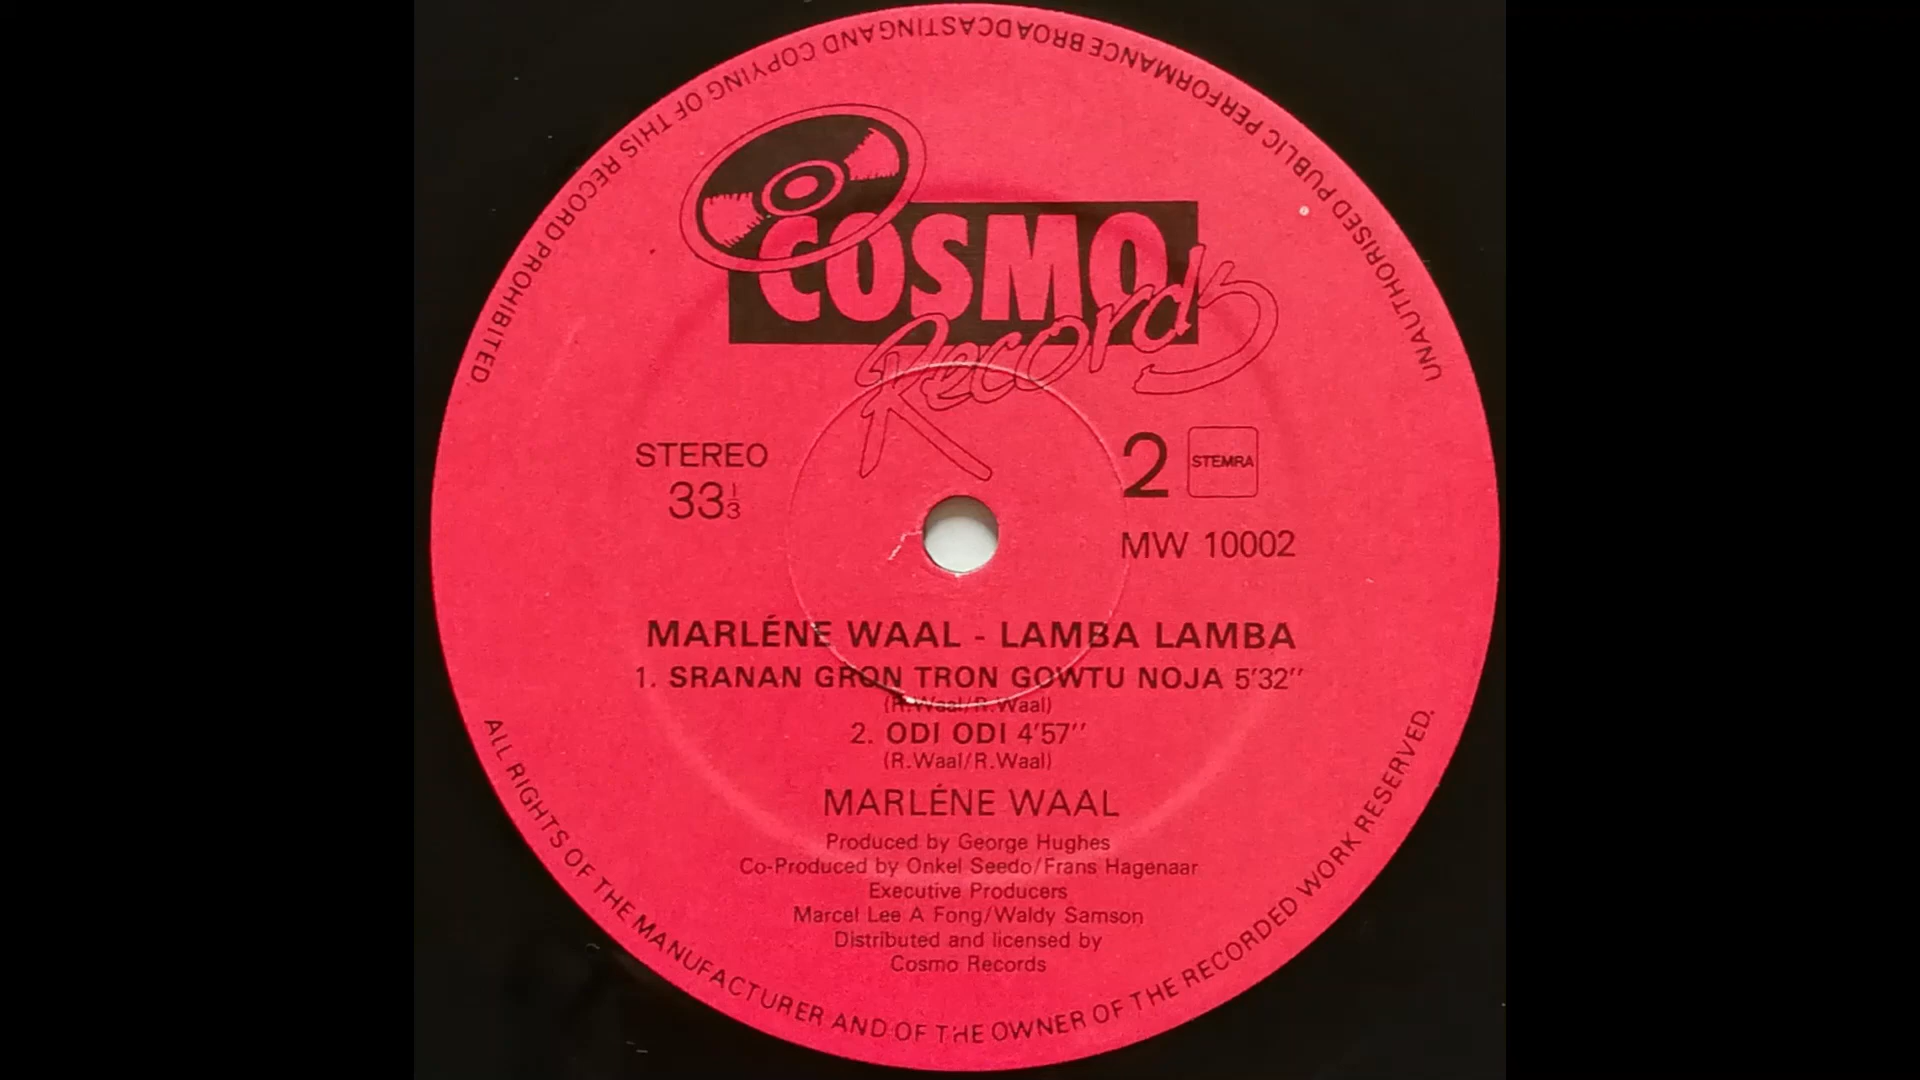 UNAUTHORISED PUBLIC PERFORMANCE BROADCASTING AND COPYING OF THIS RECORD PROHIBITED.
COSMO
Records
STEREO
33⅓
2
STEMRA
MW 10002
MARLÉNE WAAL - LAMBA LAMBA
1. SRANAN GRON TRON GOWTU NOJA 5'32''
(R.Waal/R.Waal)
2. ODI ODI 4'57''
(R.Waal/R.Waal)
MARLÉNE WAAL
Produced by George Hughes
Co-Produced by Onkel Seedo/Frans Hagenaar
Executive Producers
Marcel Lee A Fong/Waldy Samson
Distributed and licensed by
Cosmo Records
ALL RIGHTS OF THE MANUFACTURER AND OF THE OWNER OF THE RECORDED WORK RESERVED.